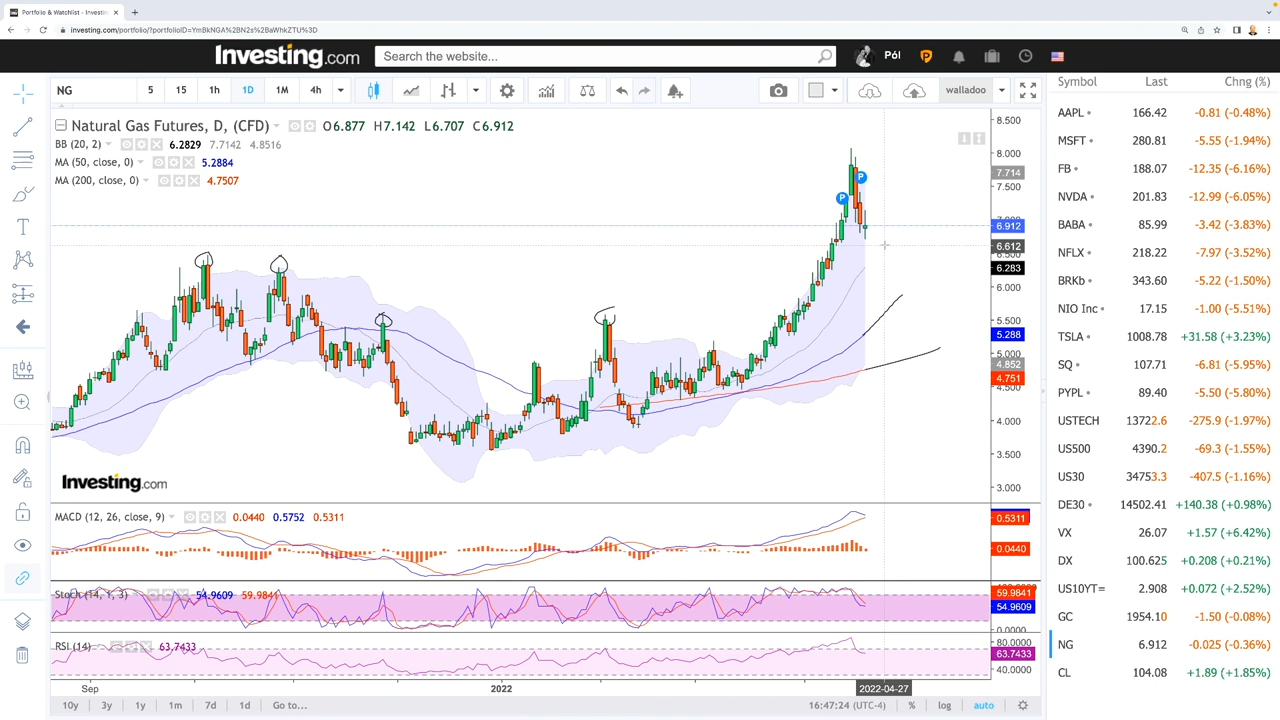 Portfolio & Watchlist - Investin
investing.com/portfolio/?portfolioID=YmBkNGA%2BN2s%2BaWhkZTU%3D
Investing.com Search the website... Pól
NG 5 15 1h 1D 1M 4h walladoo
Natural Gas Futures, D, (CFD) O6.877 H7.142 L6.707 C6.912
BB (20, 2) 6.2829 7.7142 4.8516
MA (50, close, 0) 5.2884
MA (200, close, 0) 4.7507
8.500
8.000
7.714
7.500
6.912
6.612
6.283
6.000
5.500
5.288
5.000
4.852
4.751
4.500
4.000
3.500
3.000
P
P
Investing.com
MACD (12, 26, close, 9) 0.0440 0.5752 0.5311
0.5311
0.0440
Stoch (14, 1, 3) 54.9609 59.9841
59.9841
54.9609
0.0000
RSI (14) 63.7433
80.0000
63.7433
40.0000
Sep 2022 2022-04-27
10y 3y 1y 1m 7d 1d Go to... 16:47:24 (UTC-4) % log auto
Symbol Last Chng (%)
AAPL 166.42 -0.81 (-0.48%)
MSFT 280.81 -5.55 (-1.94%)
FB 188.07 -12.35 (-6.16%)
NVDA 201.83 -12.99 (-6.05%)
BABA 85.99 -3.42 (-3.83%)
NFLX 218.22 -7.97 (-3.52%)
BRKb 343.60 -5.22 (-1.50%)
NIO Inc 17.15 -1.00 (-5.51%)
TSLA 1008.78 +31.58 (+3.23%)
SQ 107.71 -6.81 (-5.95%)
PYPL 89.40 -5.50 (-5.80%)
USTECH 13722.6 -275.9 (-1.97%)
US500 4390.2 -69.3 (-1.55%)
US30 34753.3 -407.5 (-1.16%)
DE30 14502.41 +140.38 (+0.98%)
VX 26.07 +1.57 (+6.42%)
DX 100.625 +0.208 (+0.21%)
US10YT= 2.908 +0.072 (+2.52%)
GC 1954.10 -1.50 (-0.08%)
NG 6.912 -0.025 (-0.36%)
CL 104.08 +1.89 (+1.85%)